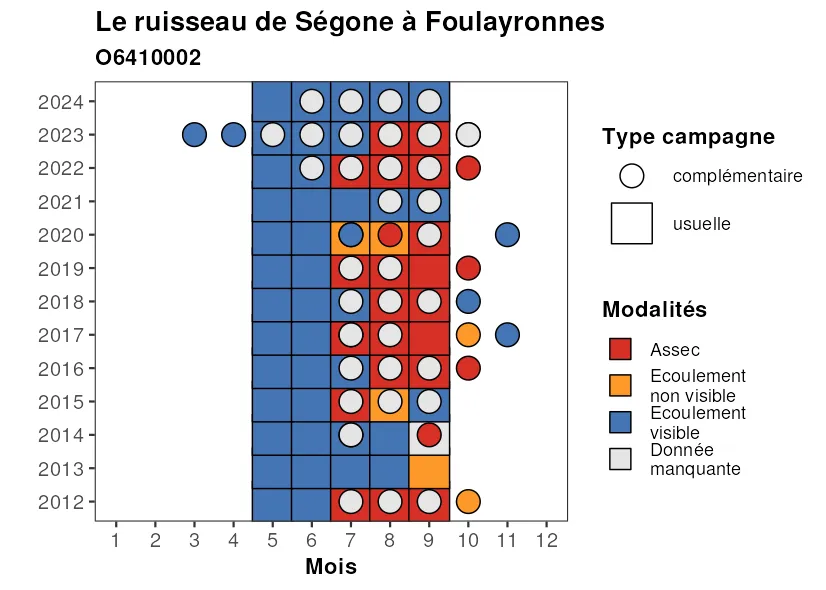 Le ruisseau de Ségone à Foulayronnes
O6410002
2024
2023
2022
2021
2020
2019
2018
2017
2016
2015
2014
2013
2012
1 2 3 4 5 6 7 8 9 10 11 12
Mois
Type campagne
complémentaire
usuelle
Modalités
Assec
Ecoulement
non visible
Ecoulement
visible
Donnée
manquante